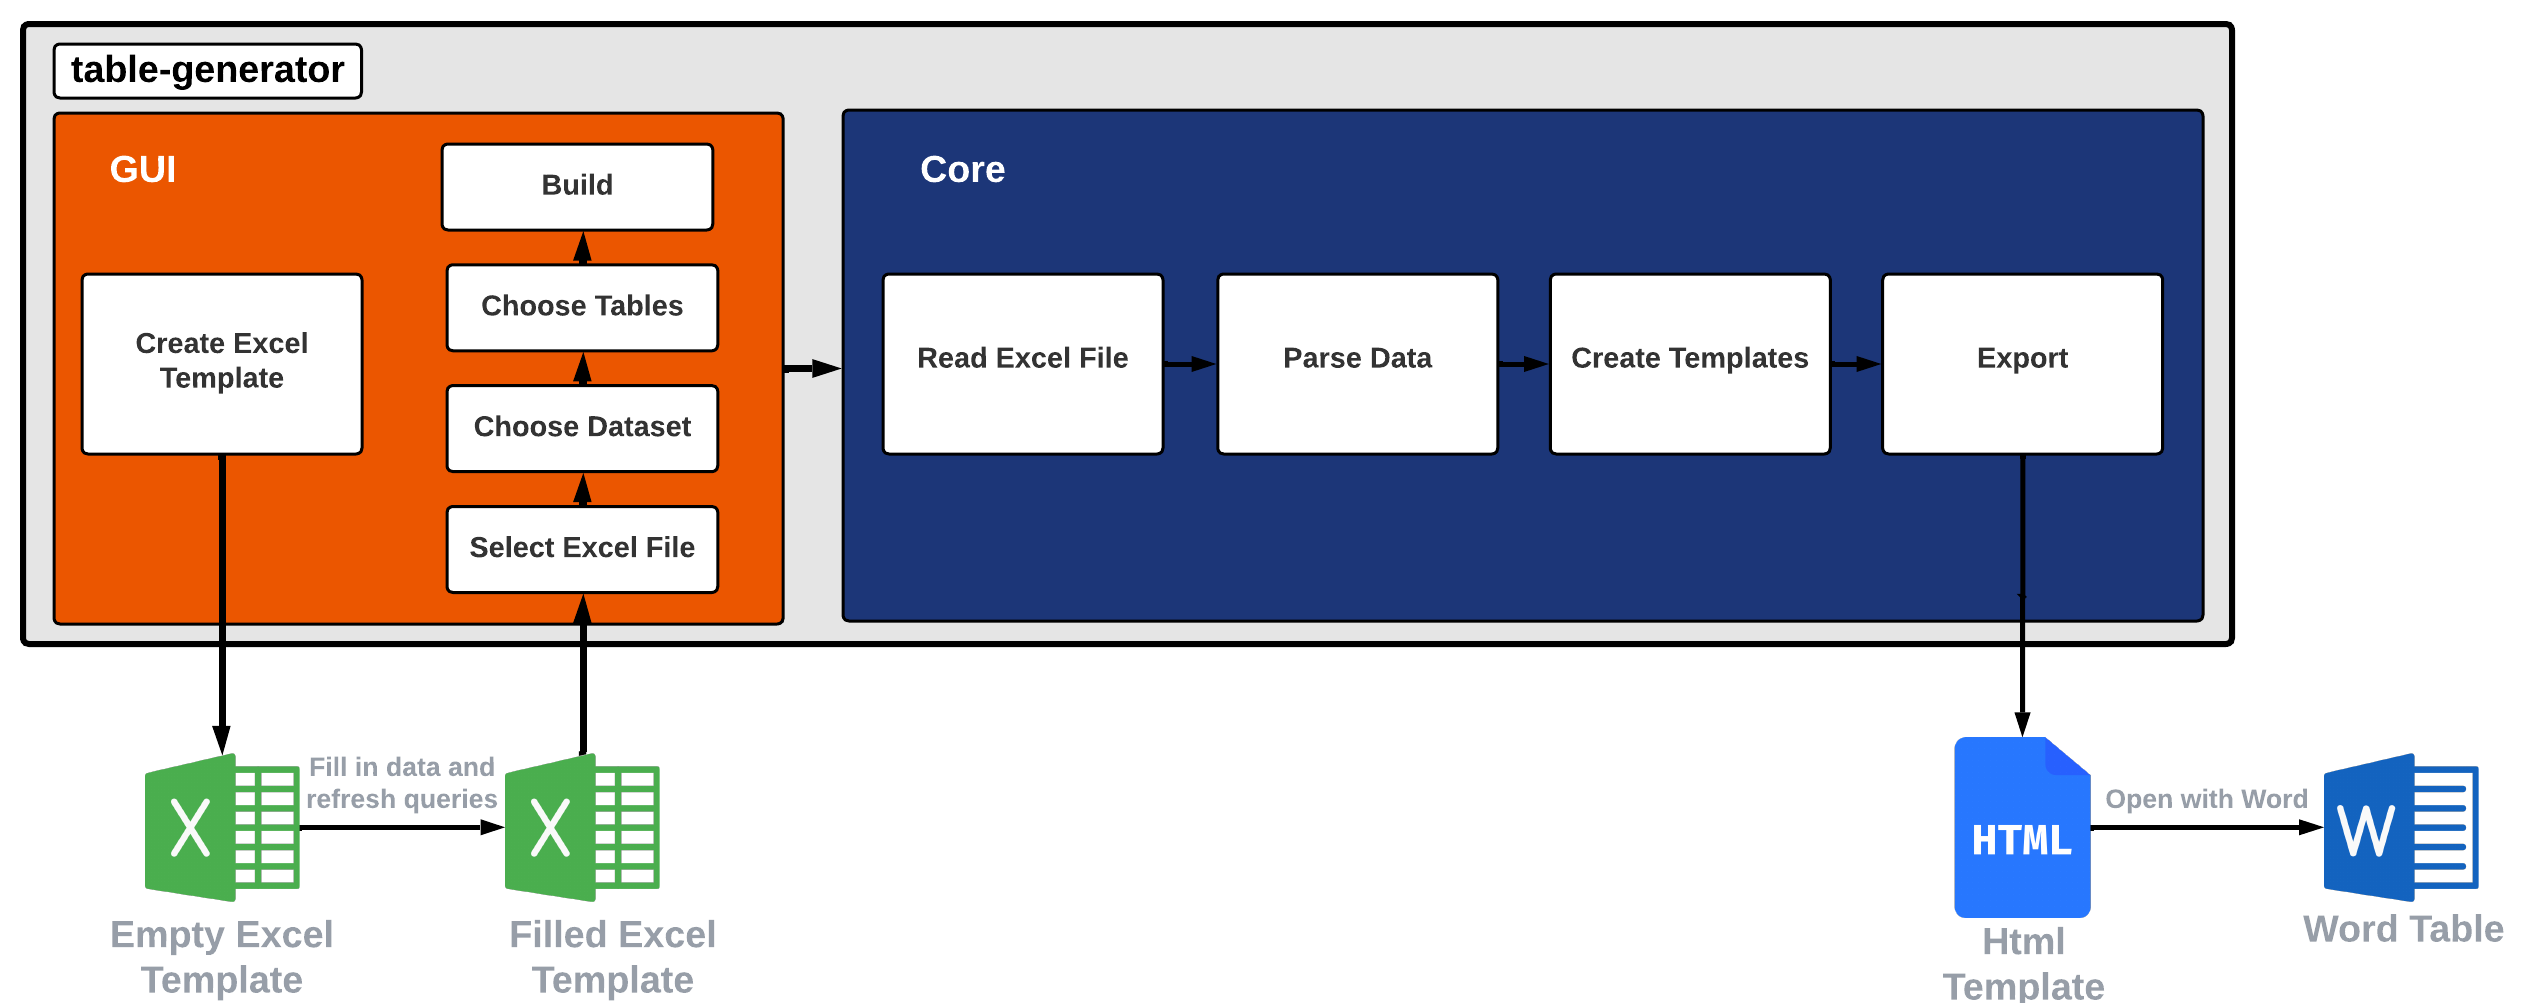 table-generator
GUI
Build
Choose Tables
Choose Dataset
Select Excel File
Create Excel
Template
Core
Read Excel File
Parse Data
Create Templates
Export
Fill in data and
refresh queries
X
X
Empty Excel
Template
Filled Excel
Template
HTML
Html
Template
Open with Word
W
Word Table